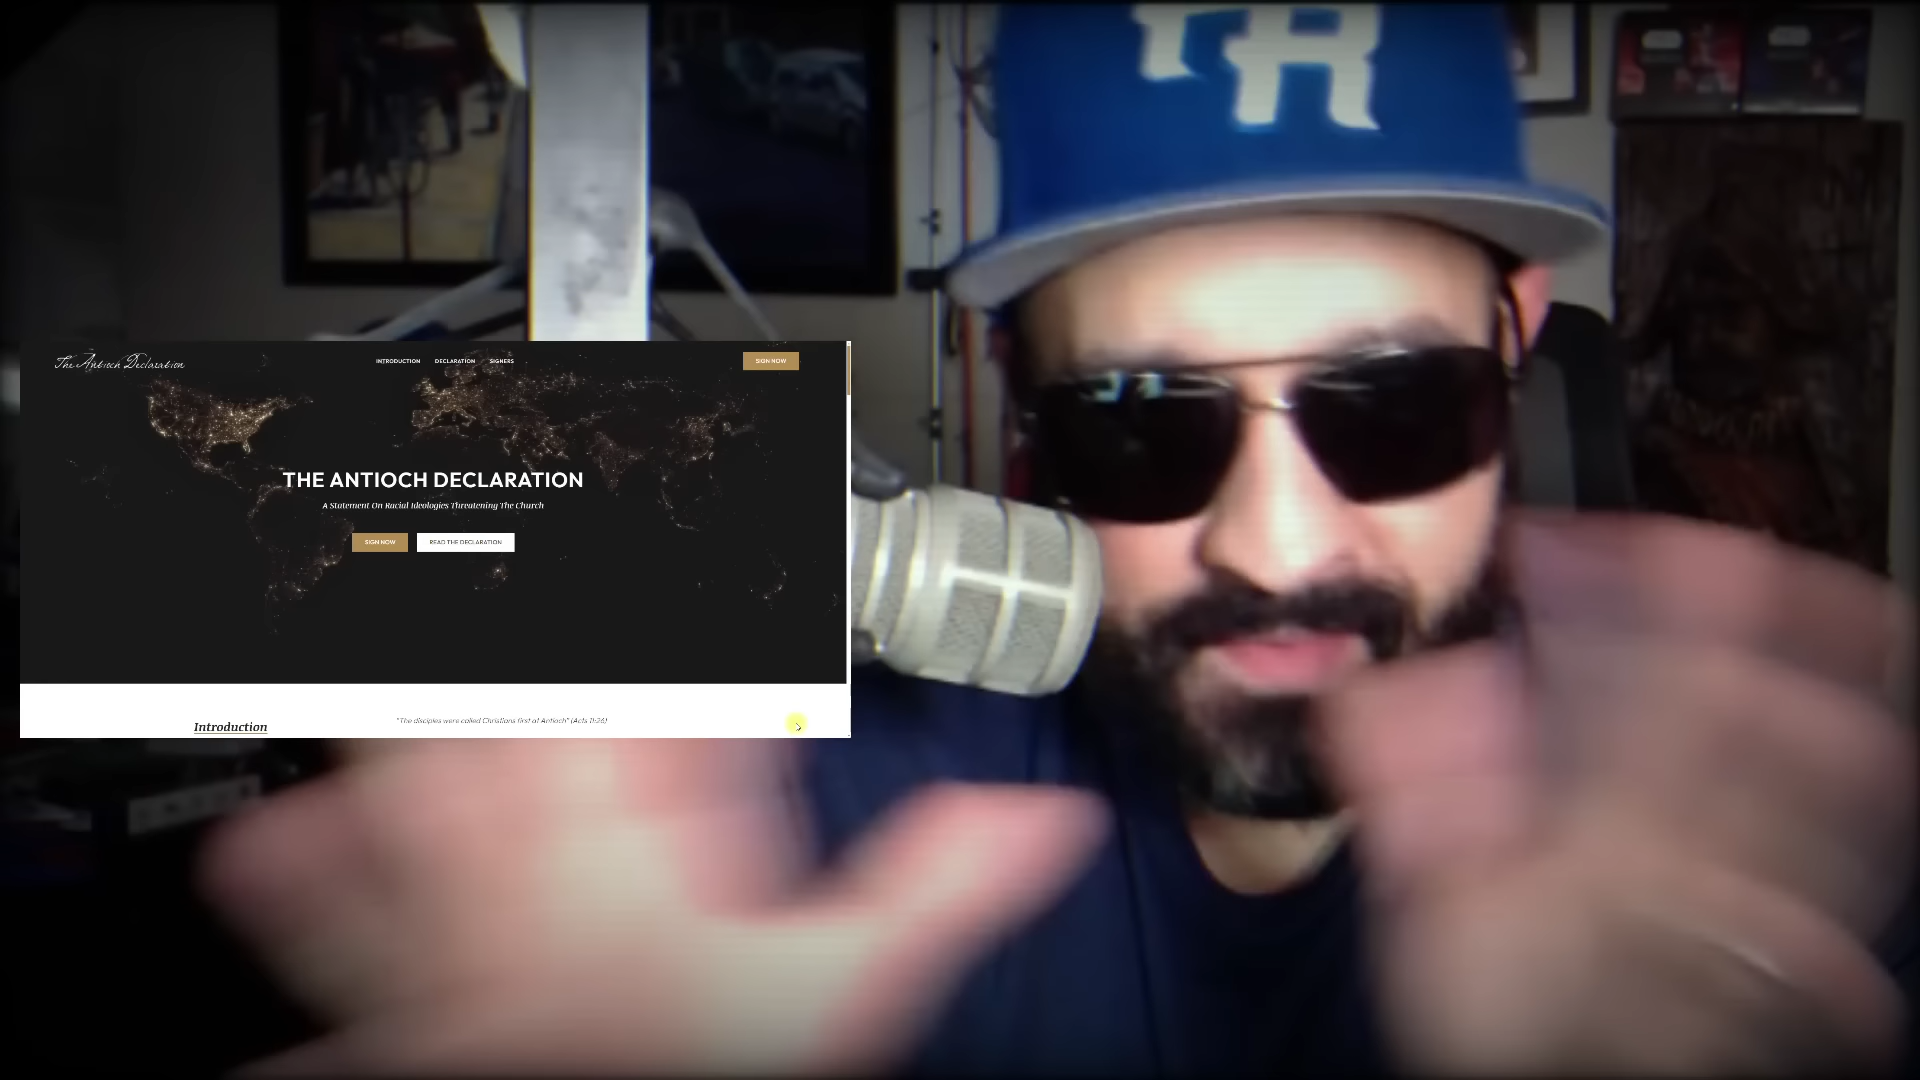 TR
The Antioch Declaration
INTRODUCTION DECLARATION SIGNERS
SIGN NOW
THE ANTIOCH DECLARATION
A Statement On Racial Ideologies Threatening The Church
SIGN NOW
READ THE DECLARATION
Introduction
"The disciples were called Christians first at Antioch" (Acts 11:26)